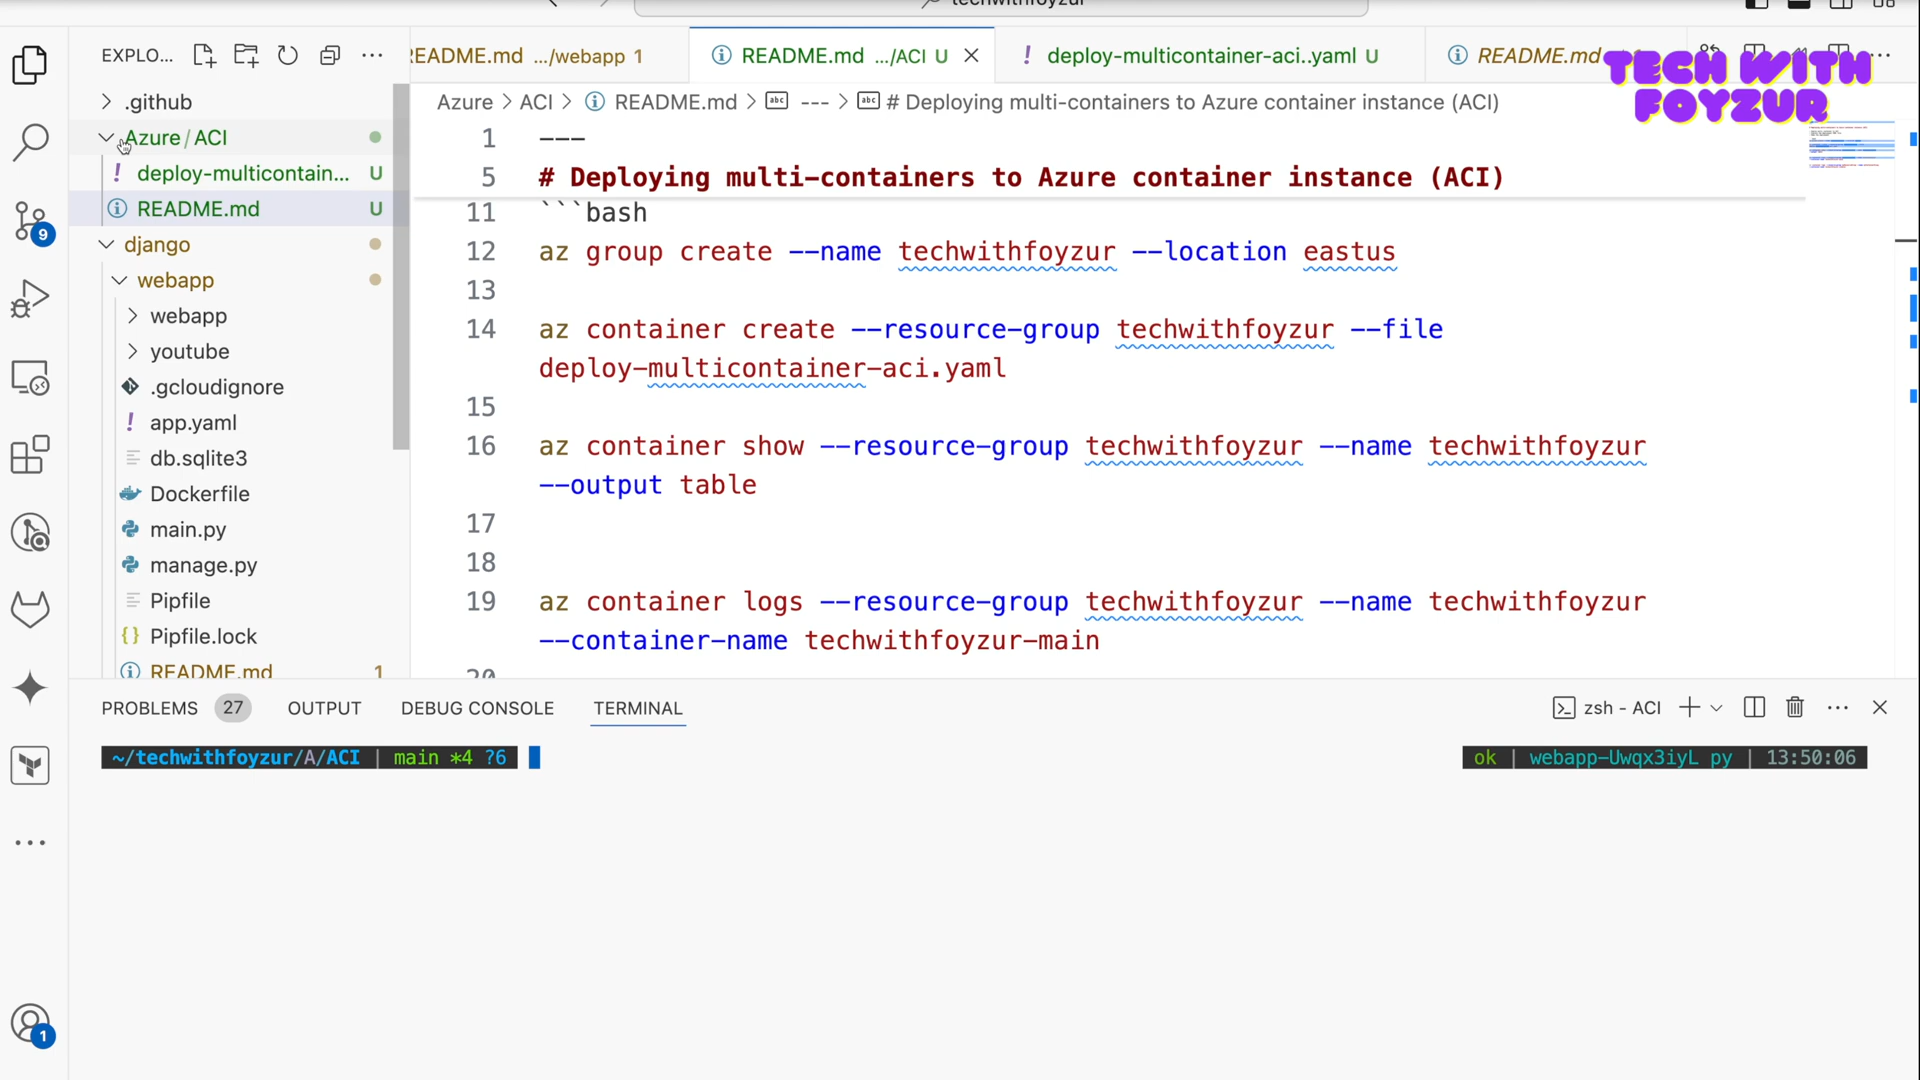 EXPLO...
.github
Azure / ACI
deploy-multicontain... U
README.md U
django
webapp
webapp
youtube
.gcloudignore
app.yaml
db.sqlite3
Dockerfile
main.py
manage.py
Pipfile
Pipfile.lock
README.md 1
9
1
README.md .../webapp 1
README.md .../ACI U
deploy-multicontainer-aci..yaml U
README.md
TECH WITH
FOYZUR
Azure > ACI > README.md > --- > # Deploying multi-containers to Azure container instance (ACI)
1 ---
5 # Deploying multi-containers to Azure container instance (ACI)
11 ```bash
12 az group create --name techwithfoyzur --location eastus
13
14 az container create --resource-group techwithfoyzur --file
deploy-multicontainer-aci.yaml
15
16 az container show --resource-group techwithfoyzur --name techwithfoyzur
--output table
17
18
19 az container logs --resource-group techwithfoyzur --name techwithfoyzur
--container-name techwithfoyzur-main
20
PROBLEMS 27 OUTPUT DEBUG CONSOLE TERMINAL
zsh - ACI
~/techwithfoyzur/A/ACI | main *4 ?6
ok | webapp-Uwqx3iyL py | 13:50:06